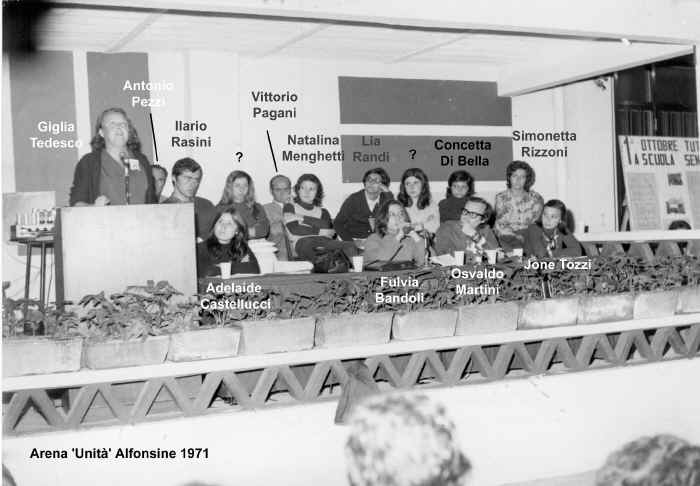 Antonio
Pezzi
Vittorio
Pagani
Giglia
Tedesco
Ilario
Rasini
?
Natalina
Menghetti
Lia
Randi
?
Concetta
Di Bella
Simonetta
Rizzoni
1° OTTOBRE TUT
A SCUOLA SEN
Adelaide
Castellucci
Fulvia
Bandoli
Osvaldo
Martini
Jone Tozzi
Arena 'Unità' Alfonsine 1971